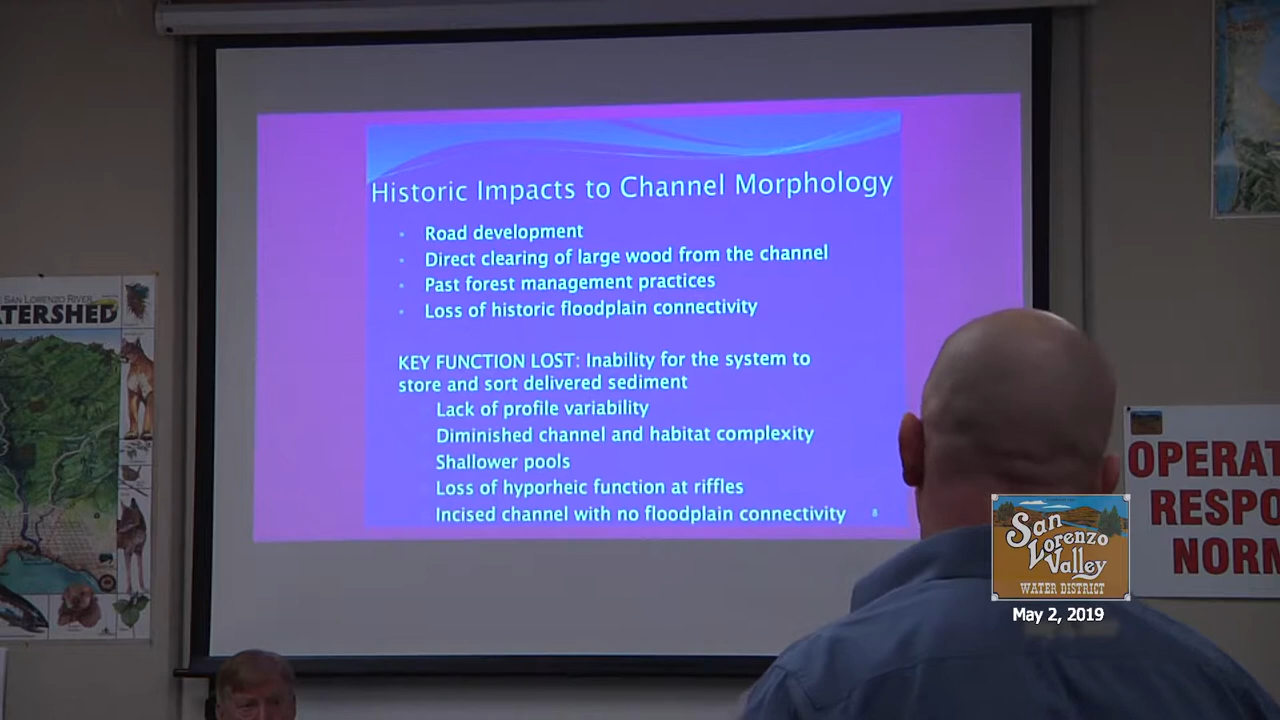 Historic Impacts to Channel Morphology
• Road development
• Direct clearing of large wood from the channel
• Past forest management practices
• Loss of historic floodplain connectivity
KEY FUNCTION LOST: Inability for the system to
store and sort delivered sediment
Lack of profile variability
Diminished channel and habitat complexity
Shallower pools
Loss of hyporheic function at riffles
Incised channel with no floodplain connectivity
8
SAN LORENZO RIVER
TERSHED
OPERAT
RESPO
NORM
San
Lorenzo
Valley
WATER DISTRICT
May 2, 2019